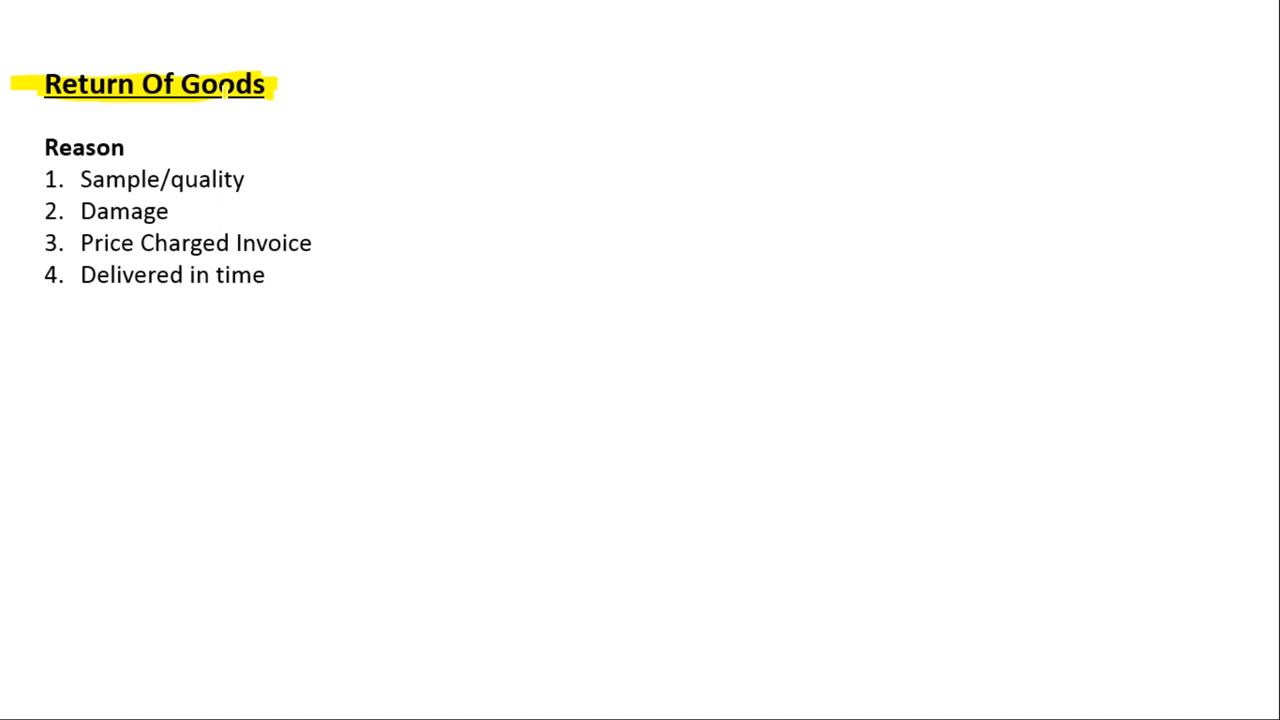 Return Of Goods
Reason
1. Sample/quality
2. Damage
3. Price Charged Invoice
4. Delivered in time